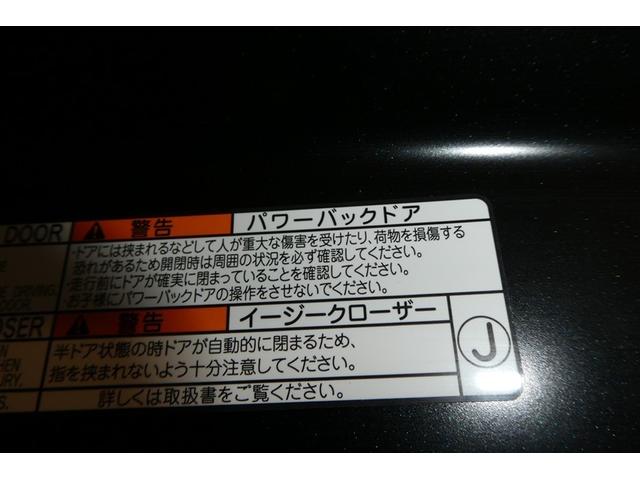 DOOR
警告 パワーバックドア
・ドアには挟まれるなどして人が重大な傷害を受けたり、荷物を損傷する
恐れがあるため開閉時は周囲の状況を必ず確認してください。
・走行前にドアが確実に閉まっていることを確認してください。
・お子様にパワーバックドアの操作をさせないでください。
OSER
警告 イージークローザー
半ドア状態の時ドアが自動的に閉まるため、
指を挟まれないよう十分注意してください。
詳しくは取扱書をご覧ください。
J